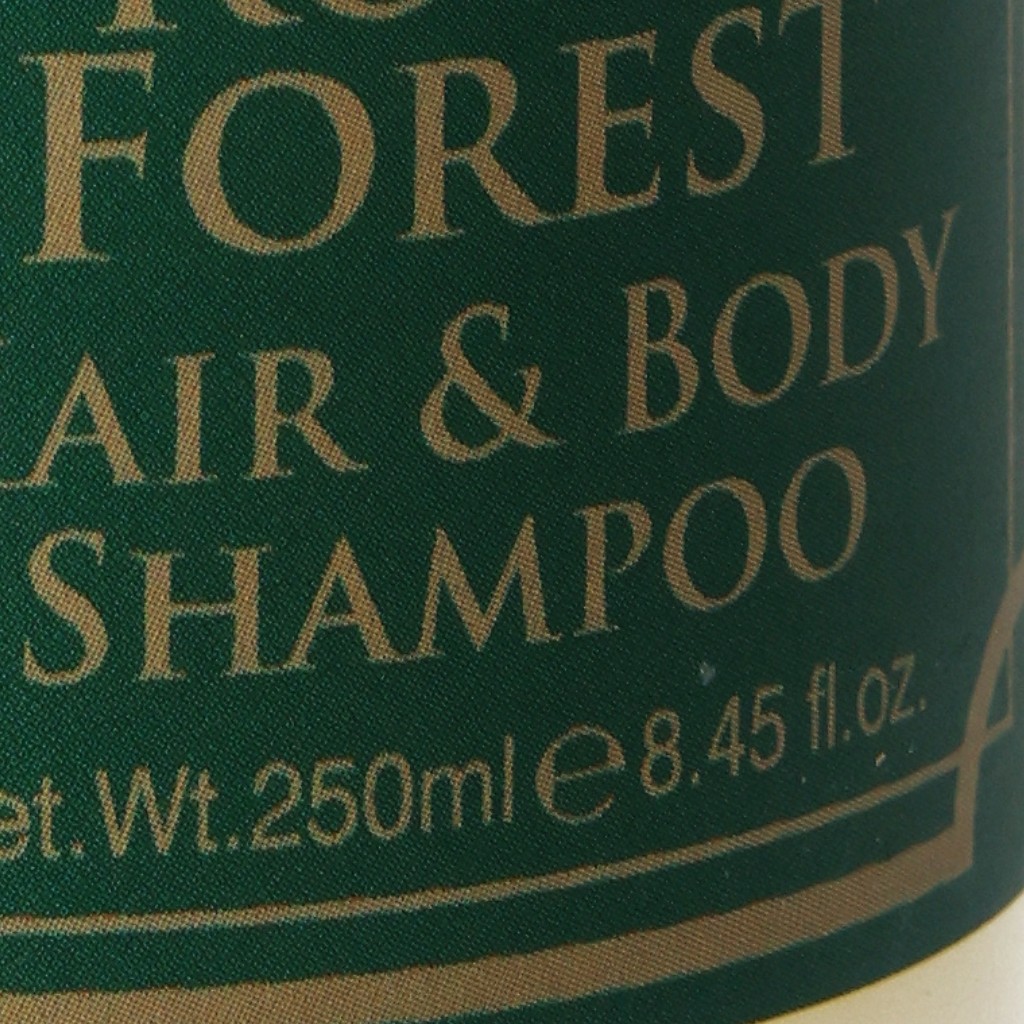 FOREST
AIR & BODY
SHAMPOO
et.Wt.250ml ℮ 8.45 fl.oz.